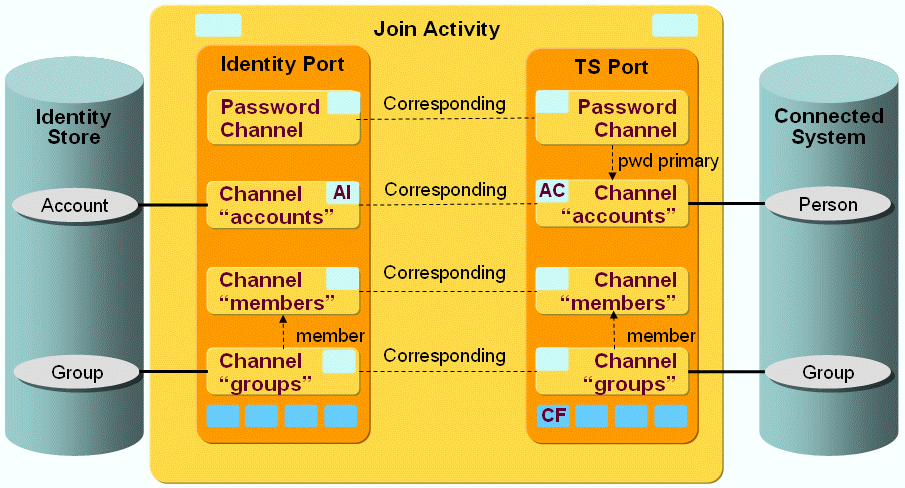 Join Activity
Identity Port
TS Port
Identity
Store
Connected
System
Password
Channel
Corresponding
Password
Channel
pwd primary
Account
Channel
“accounts”
AI
Corresponding
AC
Channel
“accounts”
Person
Channel
“members”
Corresponding
Channel
“members”
member
member
Group
Channel
“groups”
Corresponding
Channel
“groups”
Group
CF